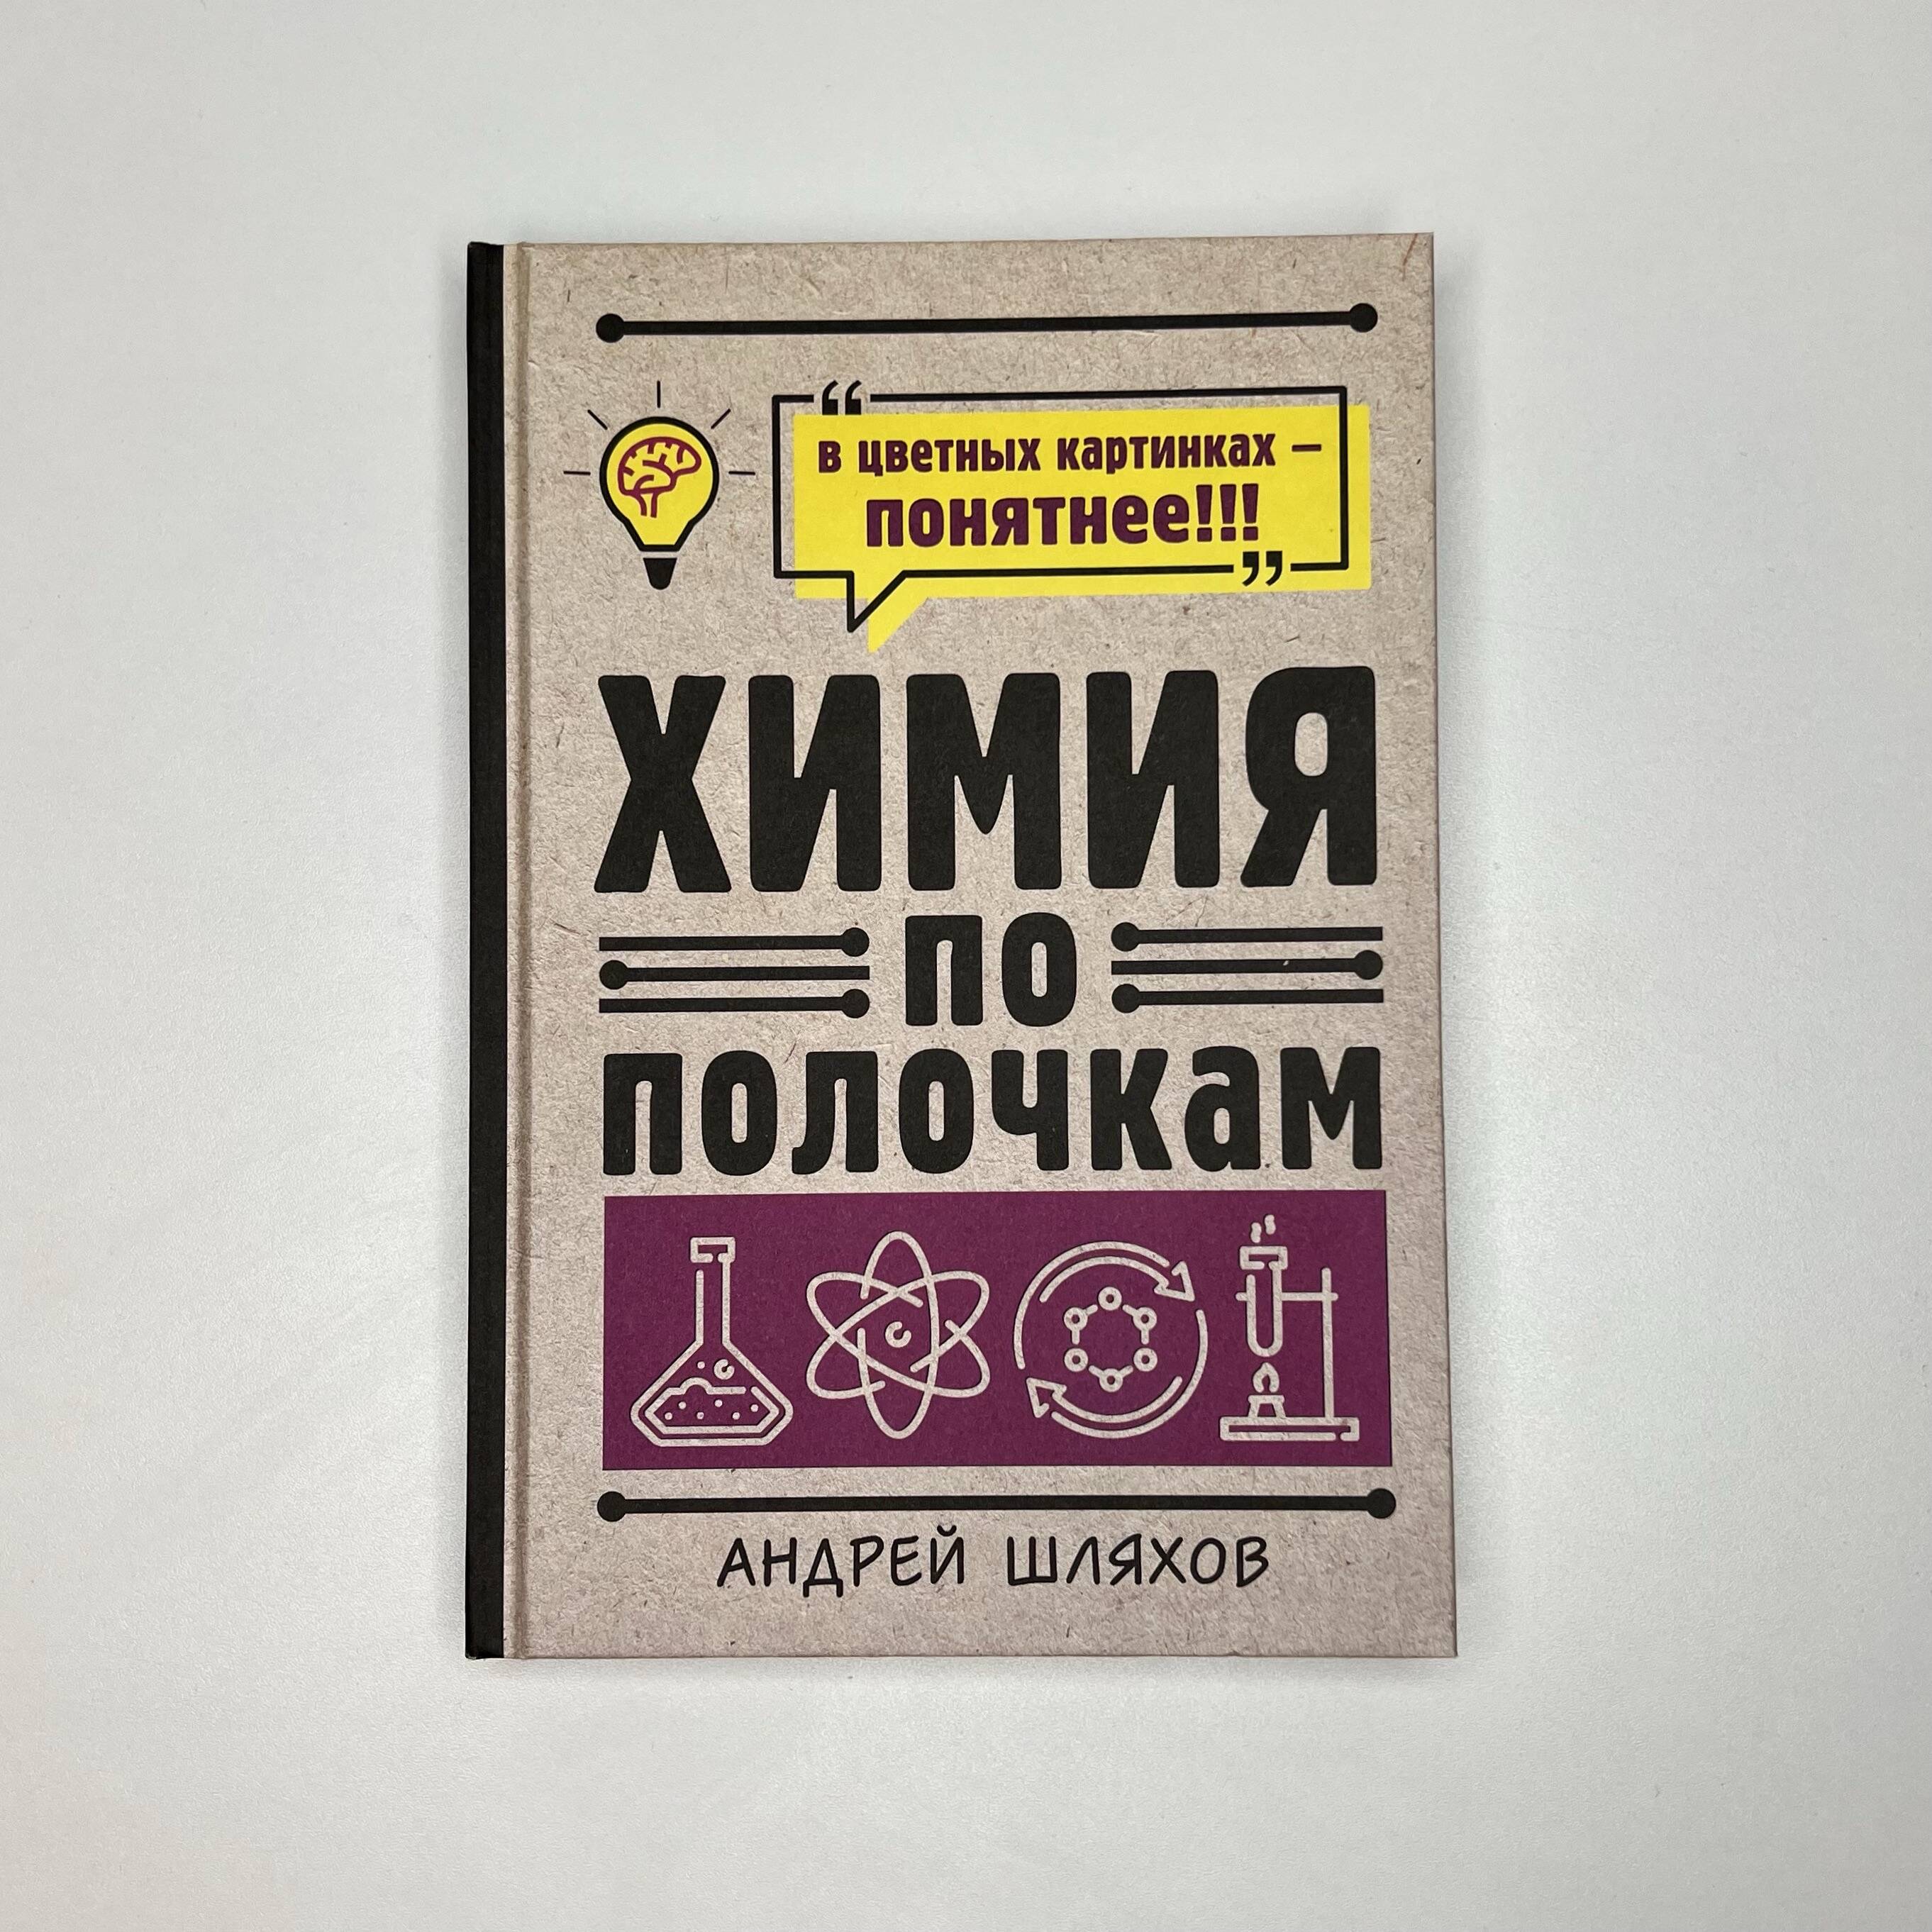 “в цветных картинках –
понятнее!!!”
ХИМИЯ
по
полочкам
АНДРЕЙ ШЛЯХОВ